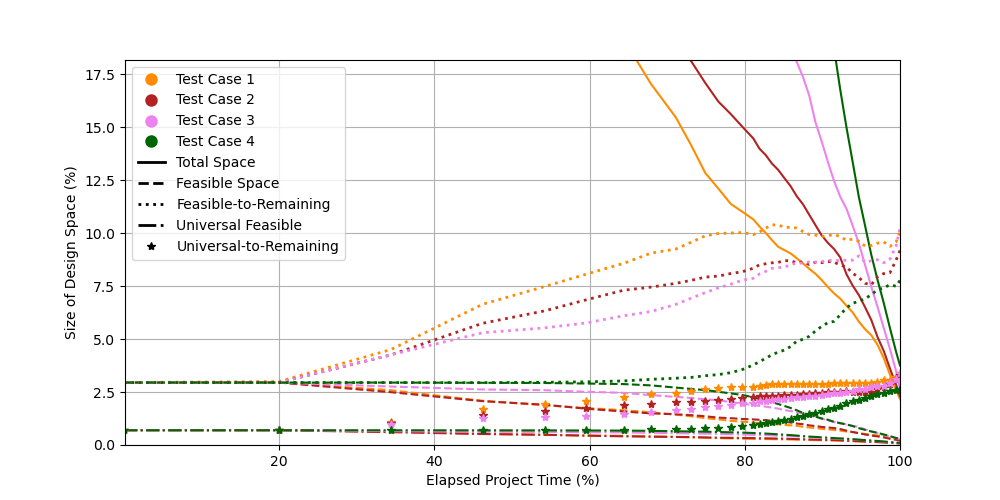 17.5
15.0
12.5
10.0
7.5
5.0
2.5
0.0
Size of Design Space (%)
Test Case 1
Test Case 2
Test Case 3
Test Case 4
Total Space
Feasible Space
Feasible-to-Remaining
Universal Feasible
Universal-to-Remaining
20
40
60
80
100
Elapsed Project Time (%)